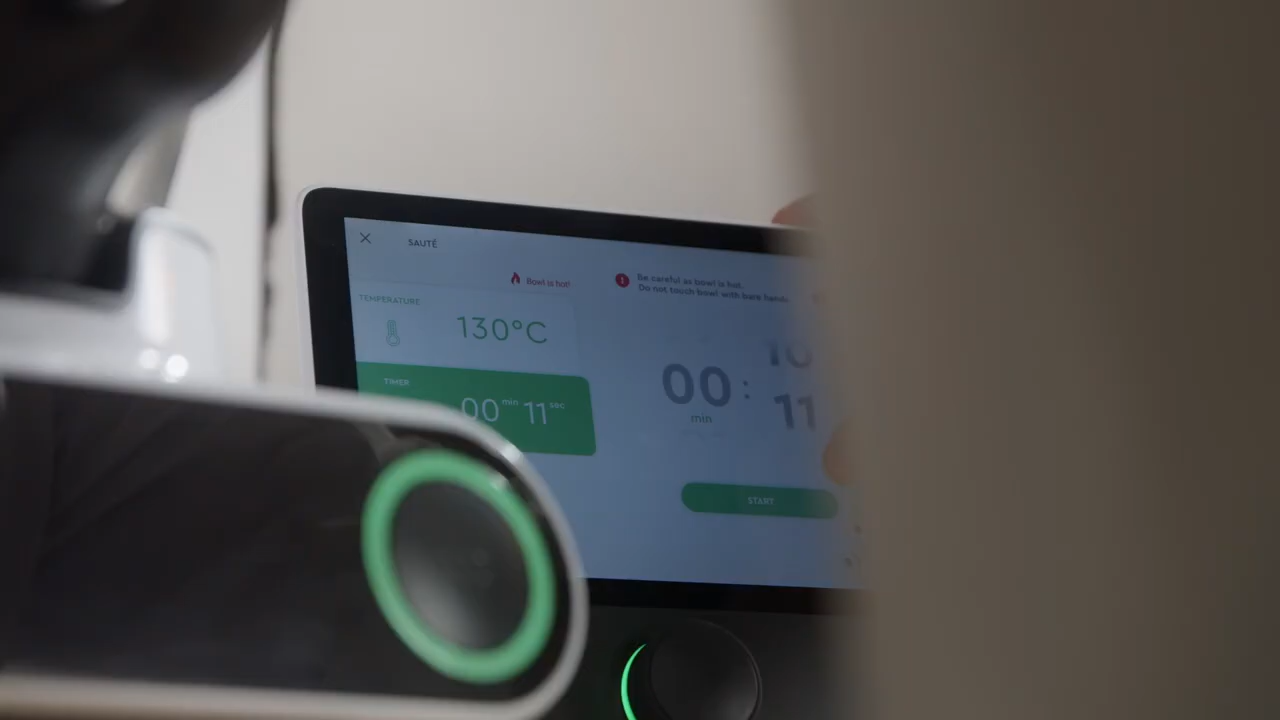 SAUTÉ
Bowl is hot!
Be careful as bowl is hot.
Do not touch bowl with bare hands
TEMPERATURE
130°C
TIMER
00 min 11 sec
10
00 : 11
min
START